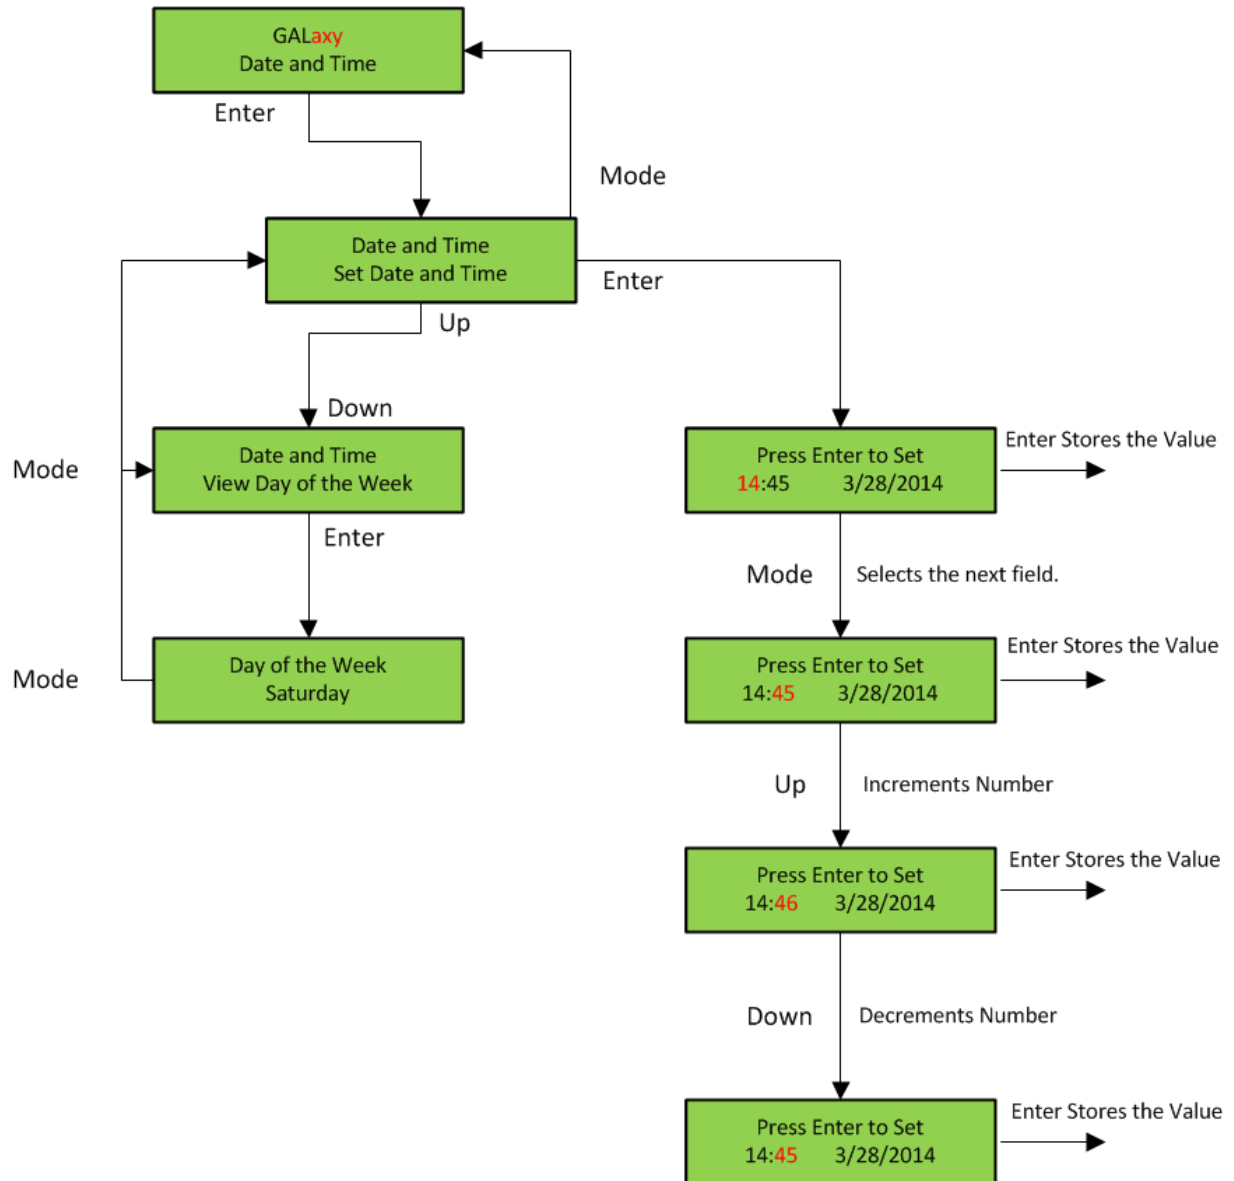 GALaxy
Date and Time
Enter
Mode
Date and Time
Set Date and Time
Enter
Up
Down
Mode
Date and Time
View Day of the Week
Press Enter to Set
14:45 3/28/2014
Enter Stores the Value
Enter
Mode
Selects the next field.
Mode
Day of the Week
Saturday
Press Enter to Set
14:45 3/28/2014
Enter Stores the Value
Up
Increments Number
Press Enter to Set
14:46 3/28/2014
Enter Stores the Value
Down
Decrements Number
Press Enter to Set
14:45 3/28/2014
Enter Stores the Value